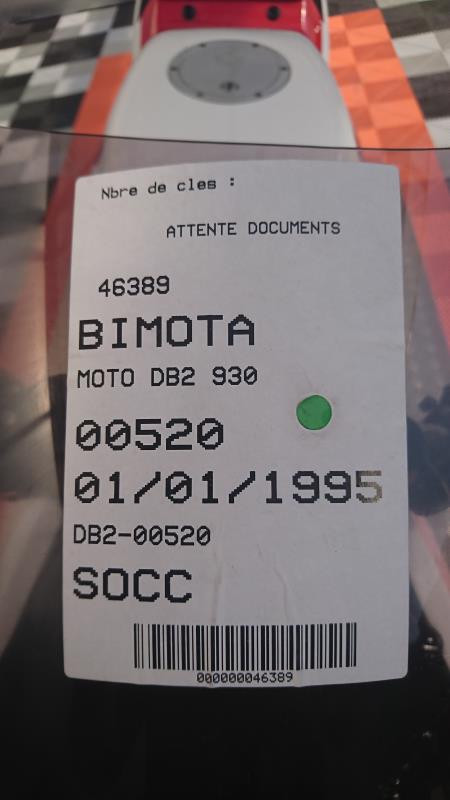 Nbre de cles :
ATTENTE DOCUMENTS
46389
BIMOTA
MOTO DB2 930
00520
01/01/1995
DB2-00520
SOCC
000000046389